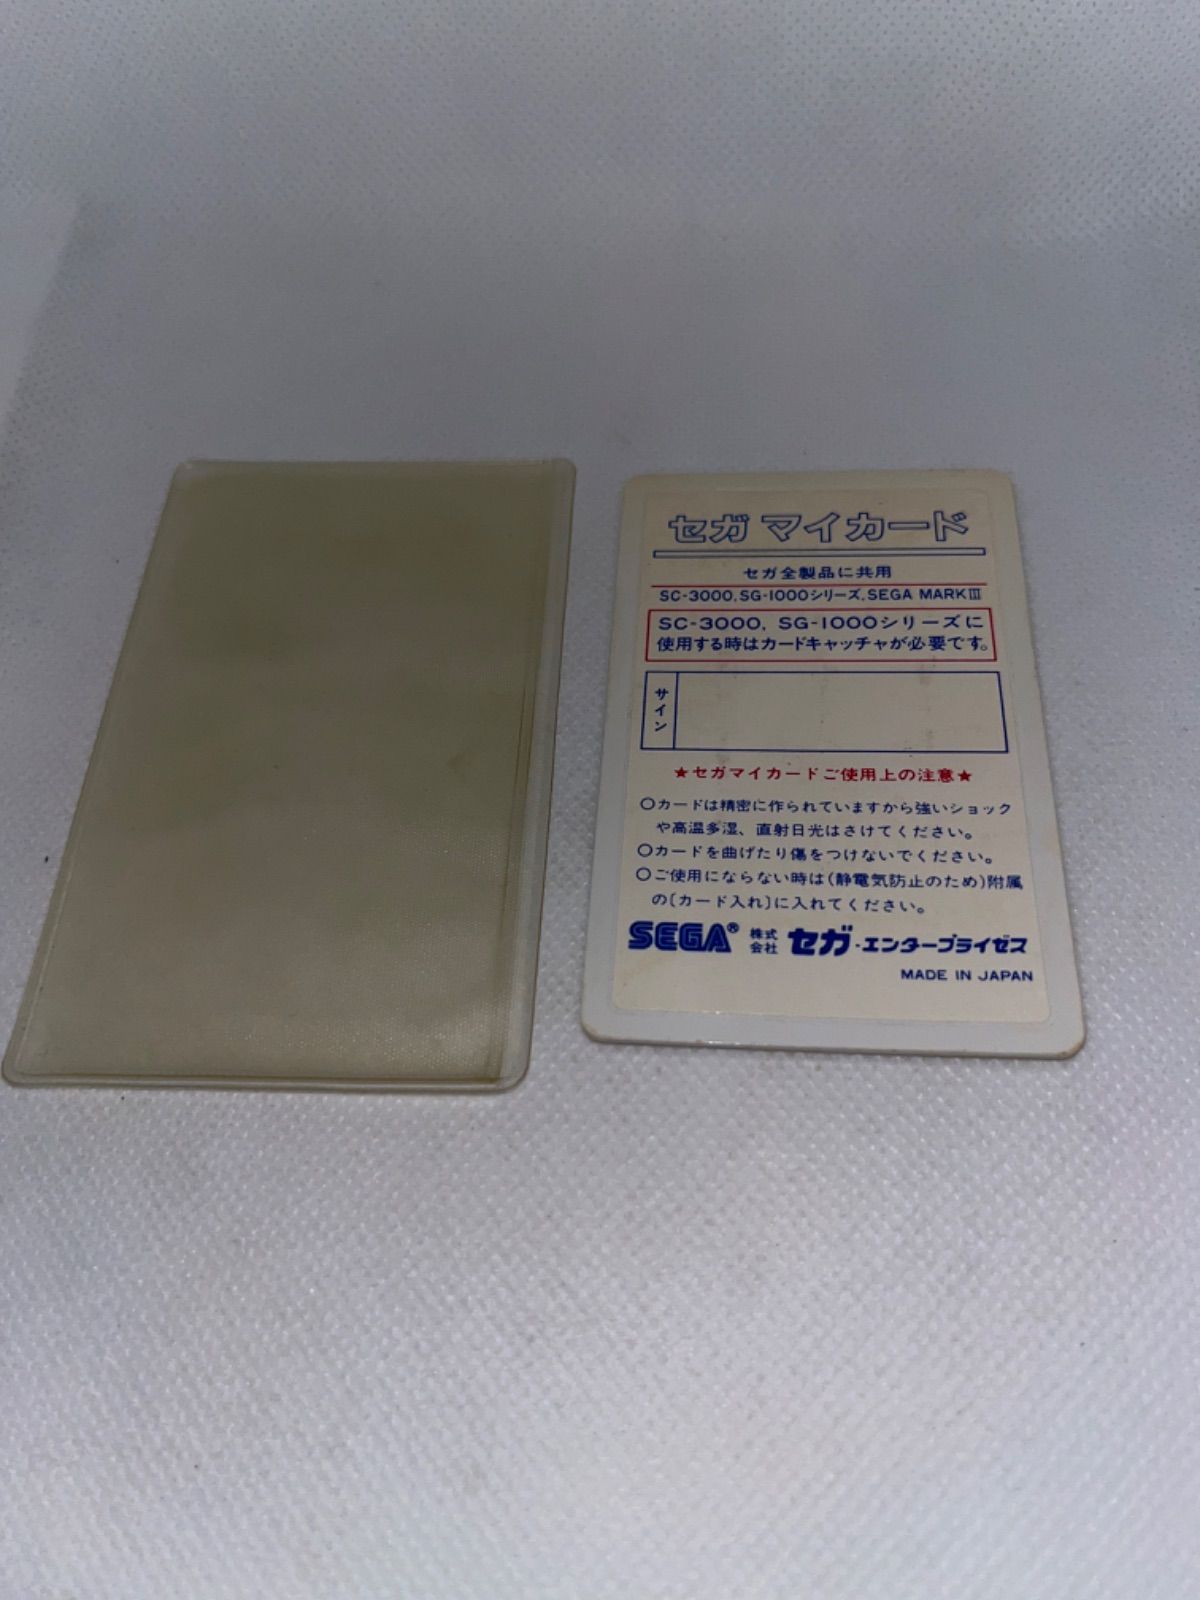 セガ マイカード
セガ全製品に共用
SC-3000, SG-1000シリーズ, SEGA MARKⅢ
SC-3000, SG-1000シリーズに
使用する時はカードキャッチャが必要です。
サイン
★セガマイカードご使用上の注意★
○カードは精密に作られていますから強いショック
や高温多湿、直射日光はさけてください。
○カードを曲げたり傷をつけないでください。
○ご使用にならない時は(静電気防止のため)附属
の〔カード入れ〕に入れてください。
SEGA® 株式会社 セガ・エンタープライゼス
MADE IN JAPAN